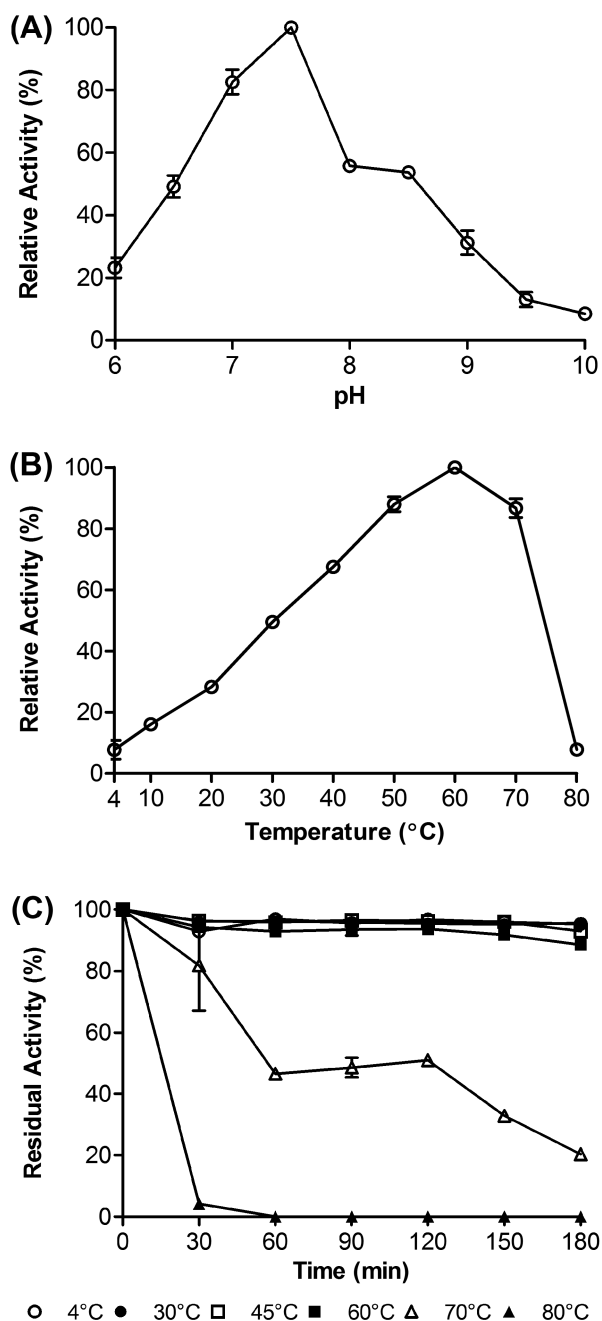 (A)
Relative Activity (%)
100
80
60
40
20
0
6 7 8 9 10
pH
(B)
Relative Activity (%)
100
80
60
40
20
0
4 10 20 30 40 50 60 70 80
Temperature (°C)
(C)
Residual Activity (%)
100
80
60
40
20
0
0 30 60 90 120 150 180
Time (min)
4°C 30°C 45°C 60°C 70°C 80°C